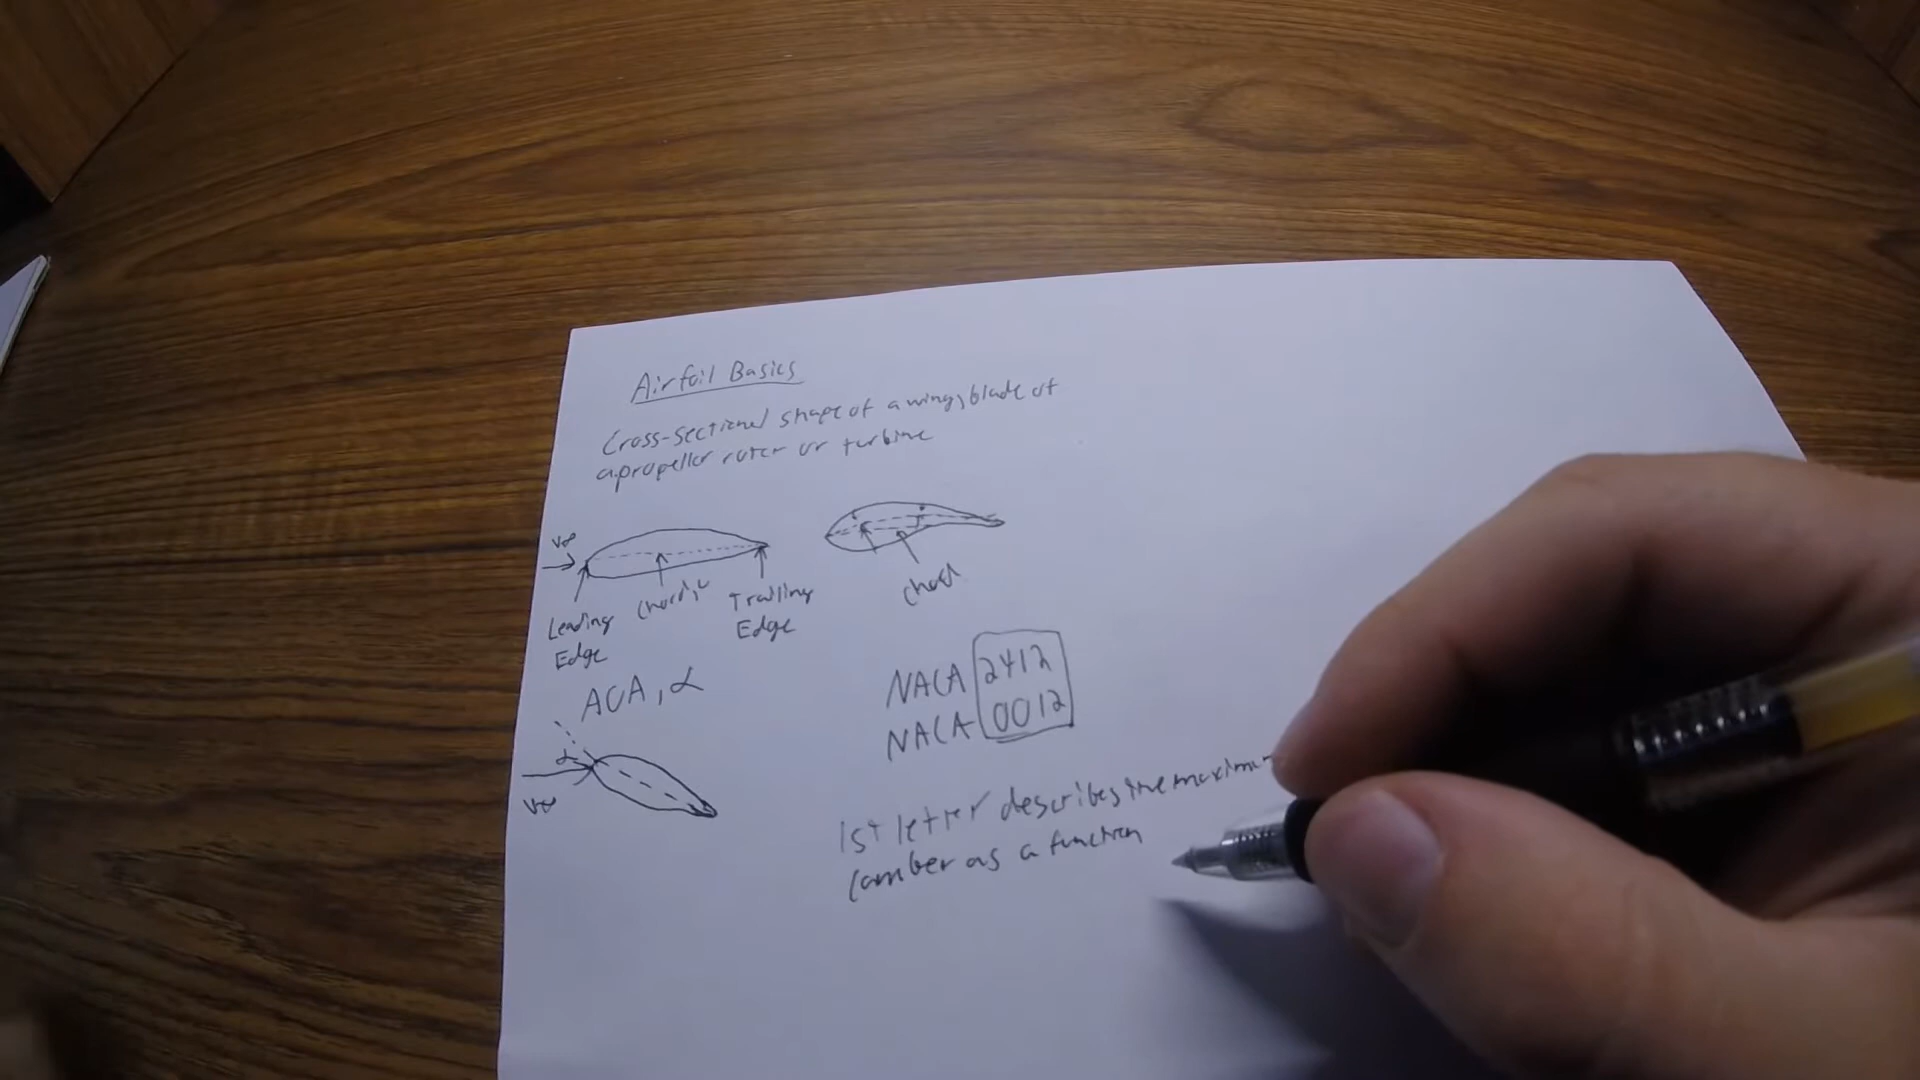 Airfoil Basics
Cross-sectional shape of a wing, blade of
a propeller rotor or turbine
V∞
Leading
Edge
chord, c
Trailing
Edge
chord
AOA, α
NACA 2412
NACA 0012
α
V∞
1st letter describes the maximum
camber as a function